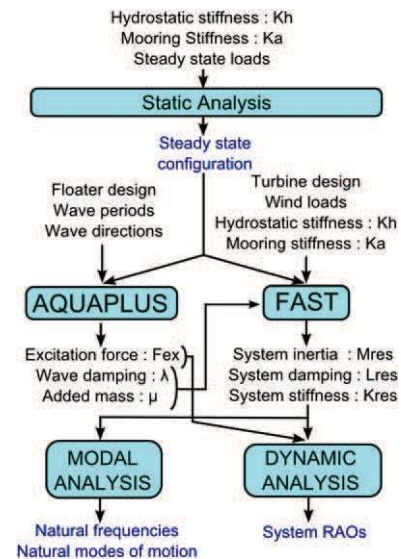 Hydrostatic stiffness : Kh
Mooring Stiffness : Ka
Steady state loads
Static Analysis
Steady state
configuration
Floater design
Wave periods
Wave directions
Turbine design
Wind loads
Hydrostatic stiffness : Kh
Mooring stiffness : Ka
AQUAPLUS
FAST
Excitation force : Fex
Wave damping : λ
Added mass : μ
System inertia : Mres
System damping : Lres
System stiffness : Kres
MODAL
ANALYSIS
DYNAMIC
ANALYSIS
Natural frequencies
Natural modes of motion
System RAOs